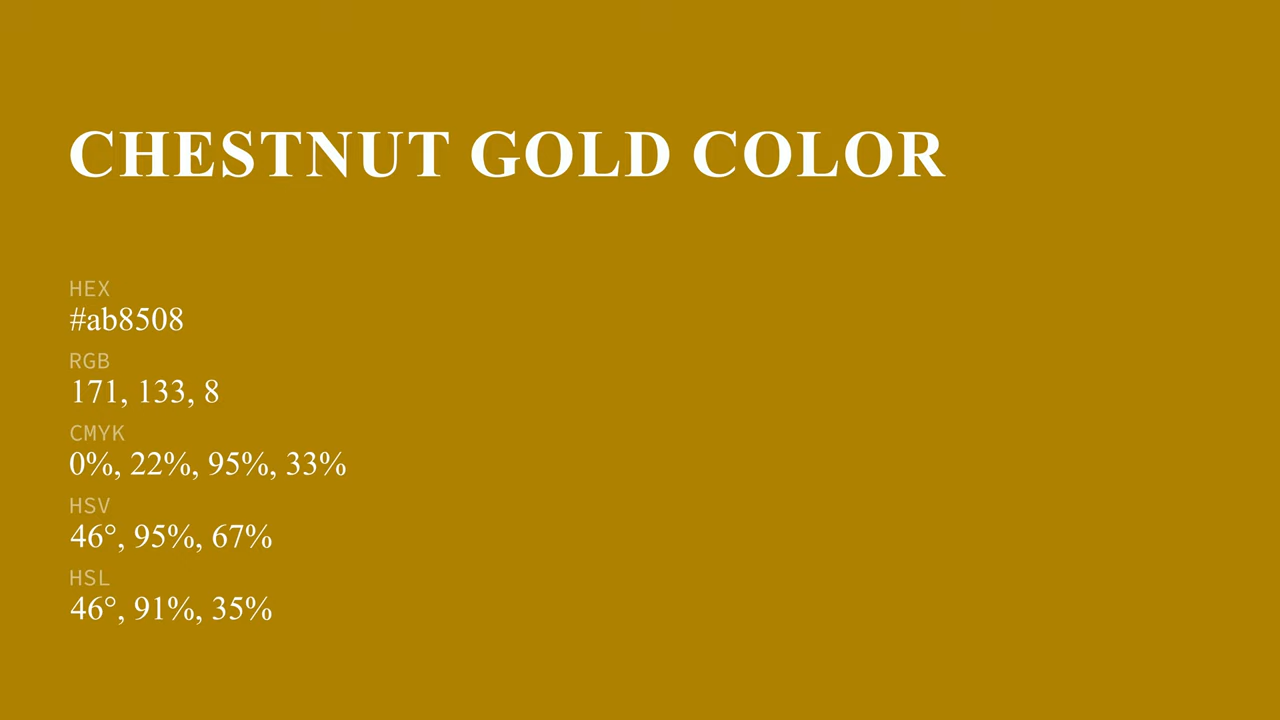 CHESTNUT GOLD COLOR
HEX
#ab8508
RGB
171, 133, 8
CMYK
0%, 22%, 95%, 33%
HSV
46°, 95%, 67%
HSL
46°, 91%, 35%